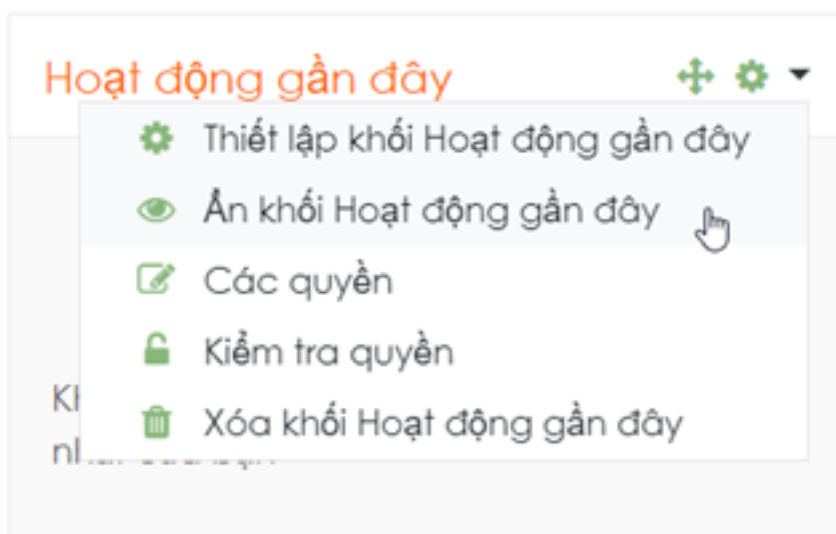 Hoạt động gần đây
Thiết lập khối Hoạt động gần đây
Ẩn khối Hoạt động gần đây
Các quyền
Kiểm tra quyền
Xóa khối Hoạt động gần đây